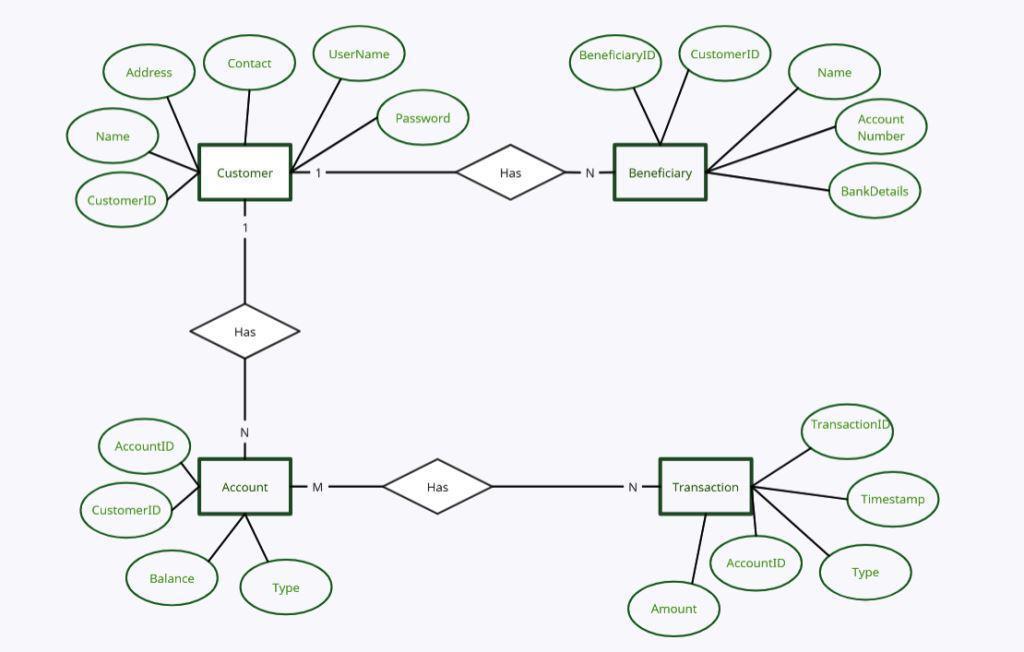 UserName
BeneficiaryID
CustomerID
Address
Contact
Name
Password
Account
Number
Name
Customer
1
Has
N
Beneficiary
CustomerID
BankDetails
1
Has
N
AccountID
TransactionID
Account
M
Has
N
Transaction
CustomerID
Timestamp
Balance
Type
AccountID
Type
Amount